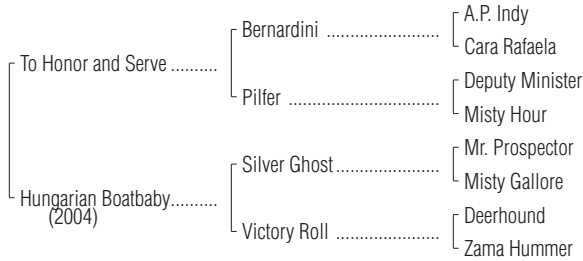 A.P. Indy
Bernardini ....................
Cara Rafaela
To Honor and Serve ..........
Deputy Minister
Pilfer ...........................
Misty Hour
Mr. Prospector
Silver Ghost..................
Misty Gallore
Hungarian Boatbaby..........
(2004)
Deerhound
Victory Roll ..................
Zama Hummer